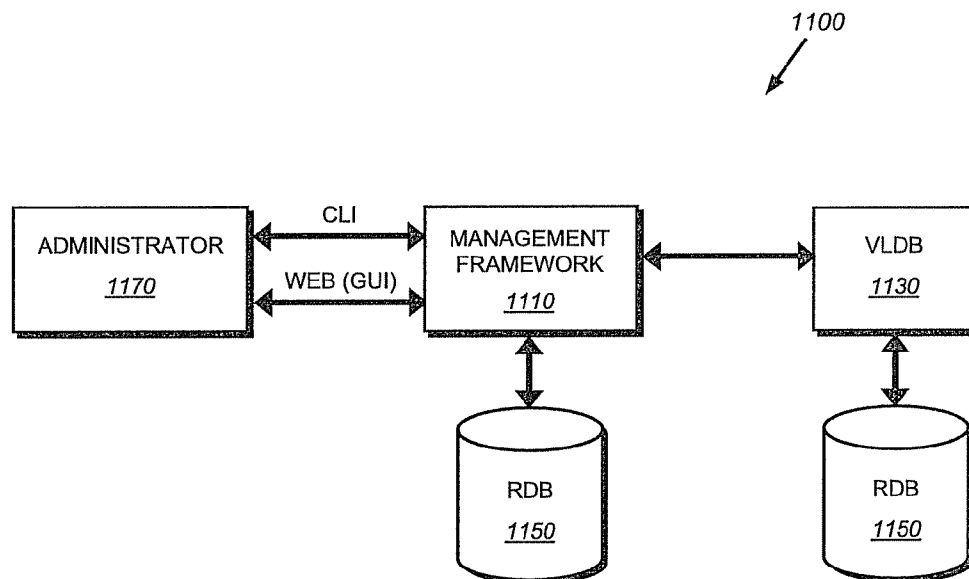 1100
ADMINISTRATOR
1170
CLI
WEB (GUI)
MANAGEMENT
FRAMEWORK
1110
VLDB
1130
RDB
1150
RDB
1150